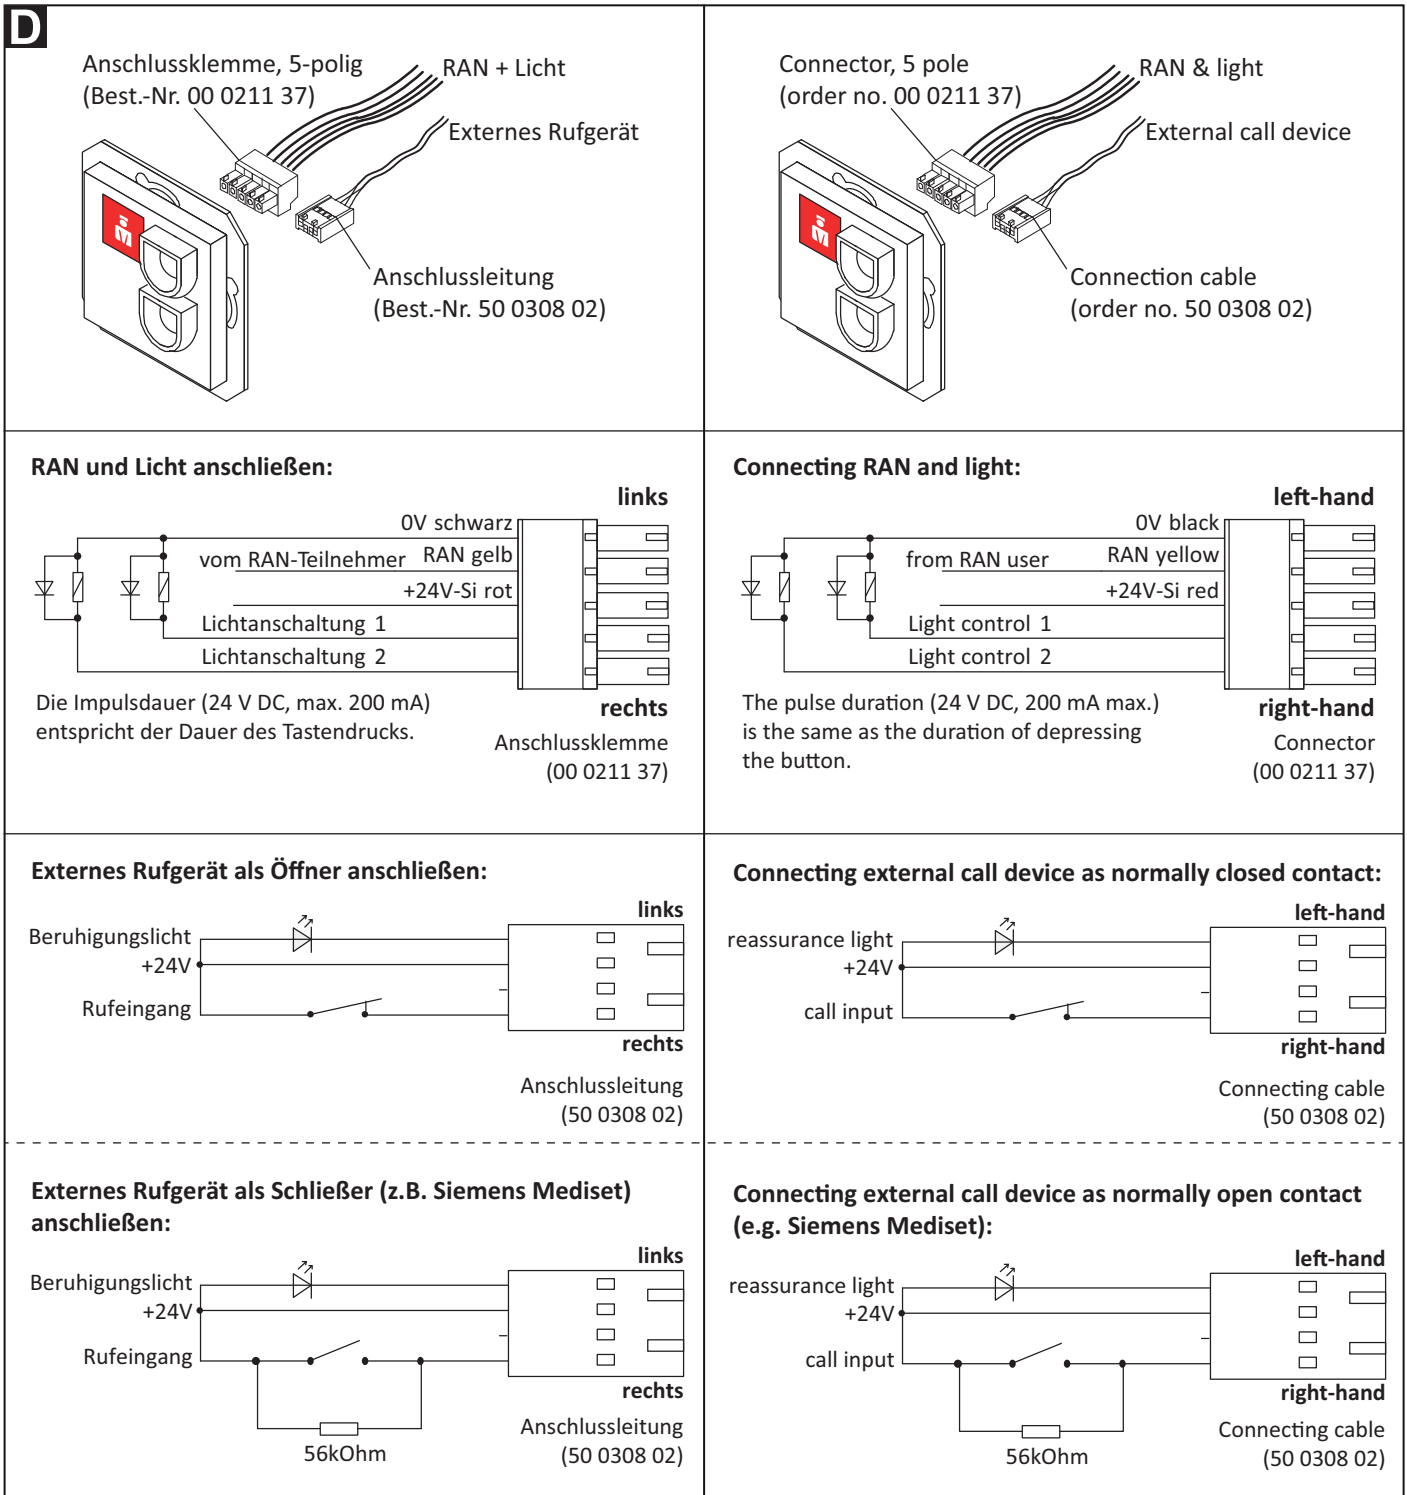 D
Anschlussklemme, 5-polig
(Best.-Nr. 00 0211 37)
RAN + Licht
Externes Rufgerät
Anschlussleitung
(Best.-Nr. 50 0308 02)
Connector, 5 pole
(order no. 00 0211 37)
RAN & light
External call device
Connection cable
(order no. 50 0308 02)
RAN und Licht anschließen:
links
0V schwarz
vom RAN-Teilnehmer RAN gelb
+24V-Si rot
Lichtanschaltung 1
Lichtanschaltung 2
Die Impulsdauer (24 V DC, max. 200 mA)
entspricht der Dauer des Tastendrucks.
rechts
Anschlussklemme
(00 0211 37)
Connecting RAN and light:
left-hand
0V black
from RAN user RAN yellow
+24V-Si red
Light control 1
Light control 2
The pulse duration (24 V DC, 200 mA max.)
is the same as the duration of depressing
the button.
right-hand
Connector
(00 0211 37)
Externes Rufgerät als Öffner anschließen:
links
Beruhigungslicht
+24V
Rufeingang
rechts
Anschlussleitung
(50 0308 02)
Connecting external call device as normally closed contact:
left-hand
reassurance light
+24V
call input
right-hand
Connecting cable
(50 0308 02)
Externes Rufgerät als Schließer (z.B. Siemens Mediset)
anschließen:
links
Beruhigungslicht
+24V
Rufeingang
rechts
56kOhm
Anschlussleitung
(50 0308 02)
Connecting external call device as normally open contact
(e.g. Siemens Mediset):
left-hand
reassurance light
+24V
call input
right-hand
56kOhm
Connecting cable
(50 0308 02)